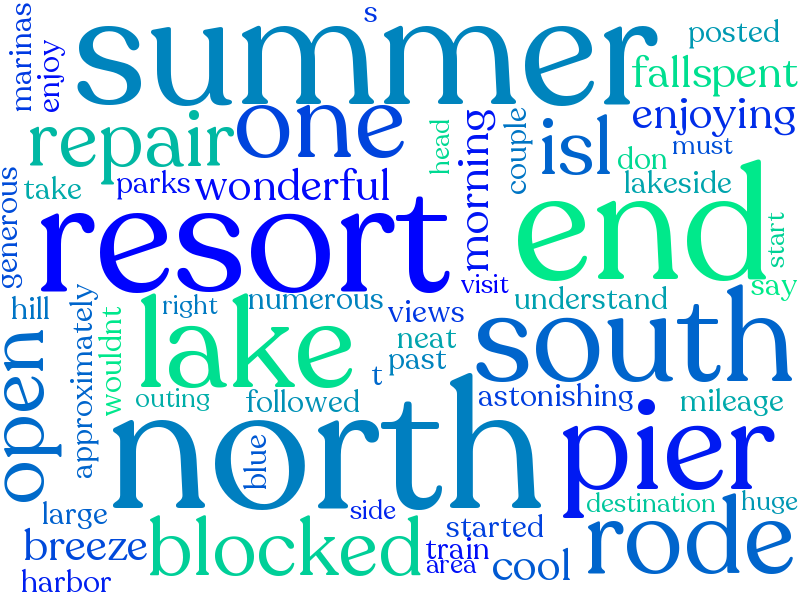 s
summer
marinas
enjoy
posted
fallspent
repair
one
enjoying
head
morning
couple
isl
must
don
take
parks
wonderful
lakeside
generous
resort
end
start
visit
say
hill
right
numerous
views
understand
approximately
wouldnt
lake
neat
past
south
open
t
outing
followed
astonishing
mileage
north
blue
pier
large
side
destination
huge
breeze
blocked
started
train
area
cool
rode
harbor